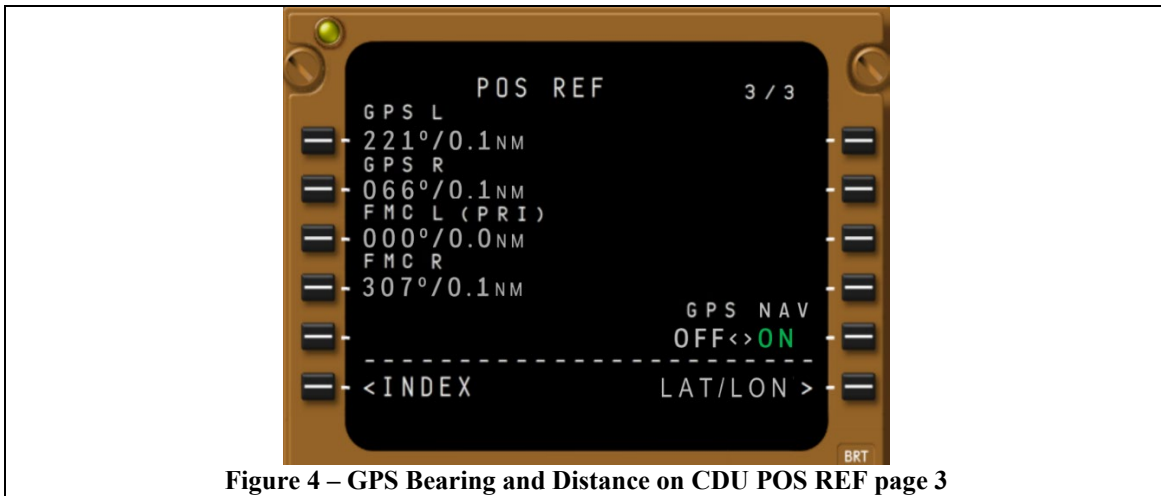 POS REF 3/3
GPS L
221°/0.1NM
GPS R
066°/0.1NM
FMC L (PRI)
000°/0.0NM
FMC R
307°/0.1NM
GPS NAV
OFF<>ON
--------------------------
<INDEX LAT/LON>
BRT
Figure 4 – GPS Bearing and Distance on CDU POS REF page 3